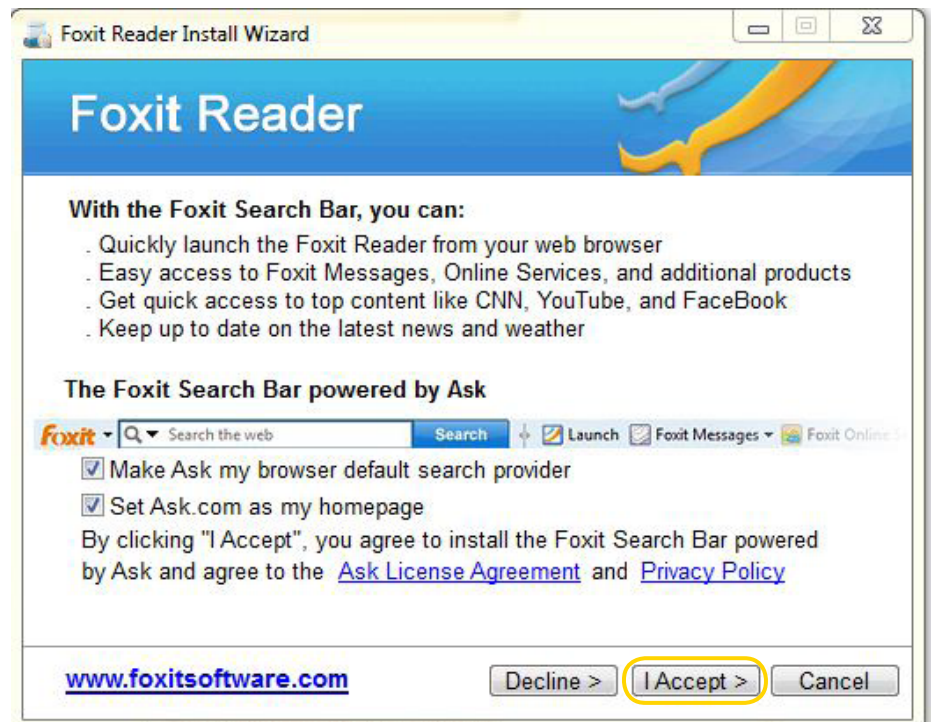 Foxit Reader Install Wizard
Foxit Reader
With the Foxit Search Bar, you can:
. Quickly launch the Foxit Reader from your web browser
. Easy access to Foxit Messages, Online Services, and additional products
. Get quick access to top content like CNN, YouTube, and FaceBook
. Keep up to date on the latest news and weather
The Foxit Search Bar powered by Ask
Foxit Search the web Search Launch Foxit Messages Foxit Online
Make Ask my browser default search provider
Set Ask.com as my homepage
By clicking "I Accept", you agree to install the Foxit Search Bar powered
by Ask and agree to the Ask License Agreement and Privacy Policy
www.foxitsoftware.com Decline > I Accept > Cancel